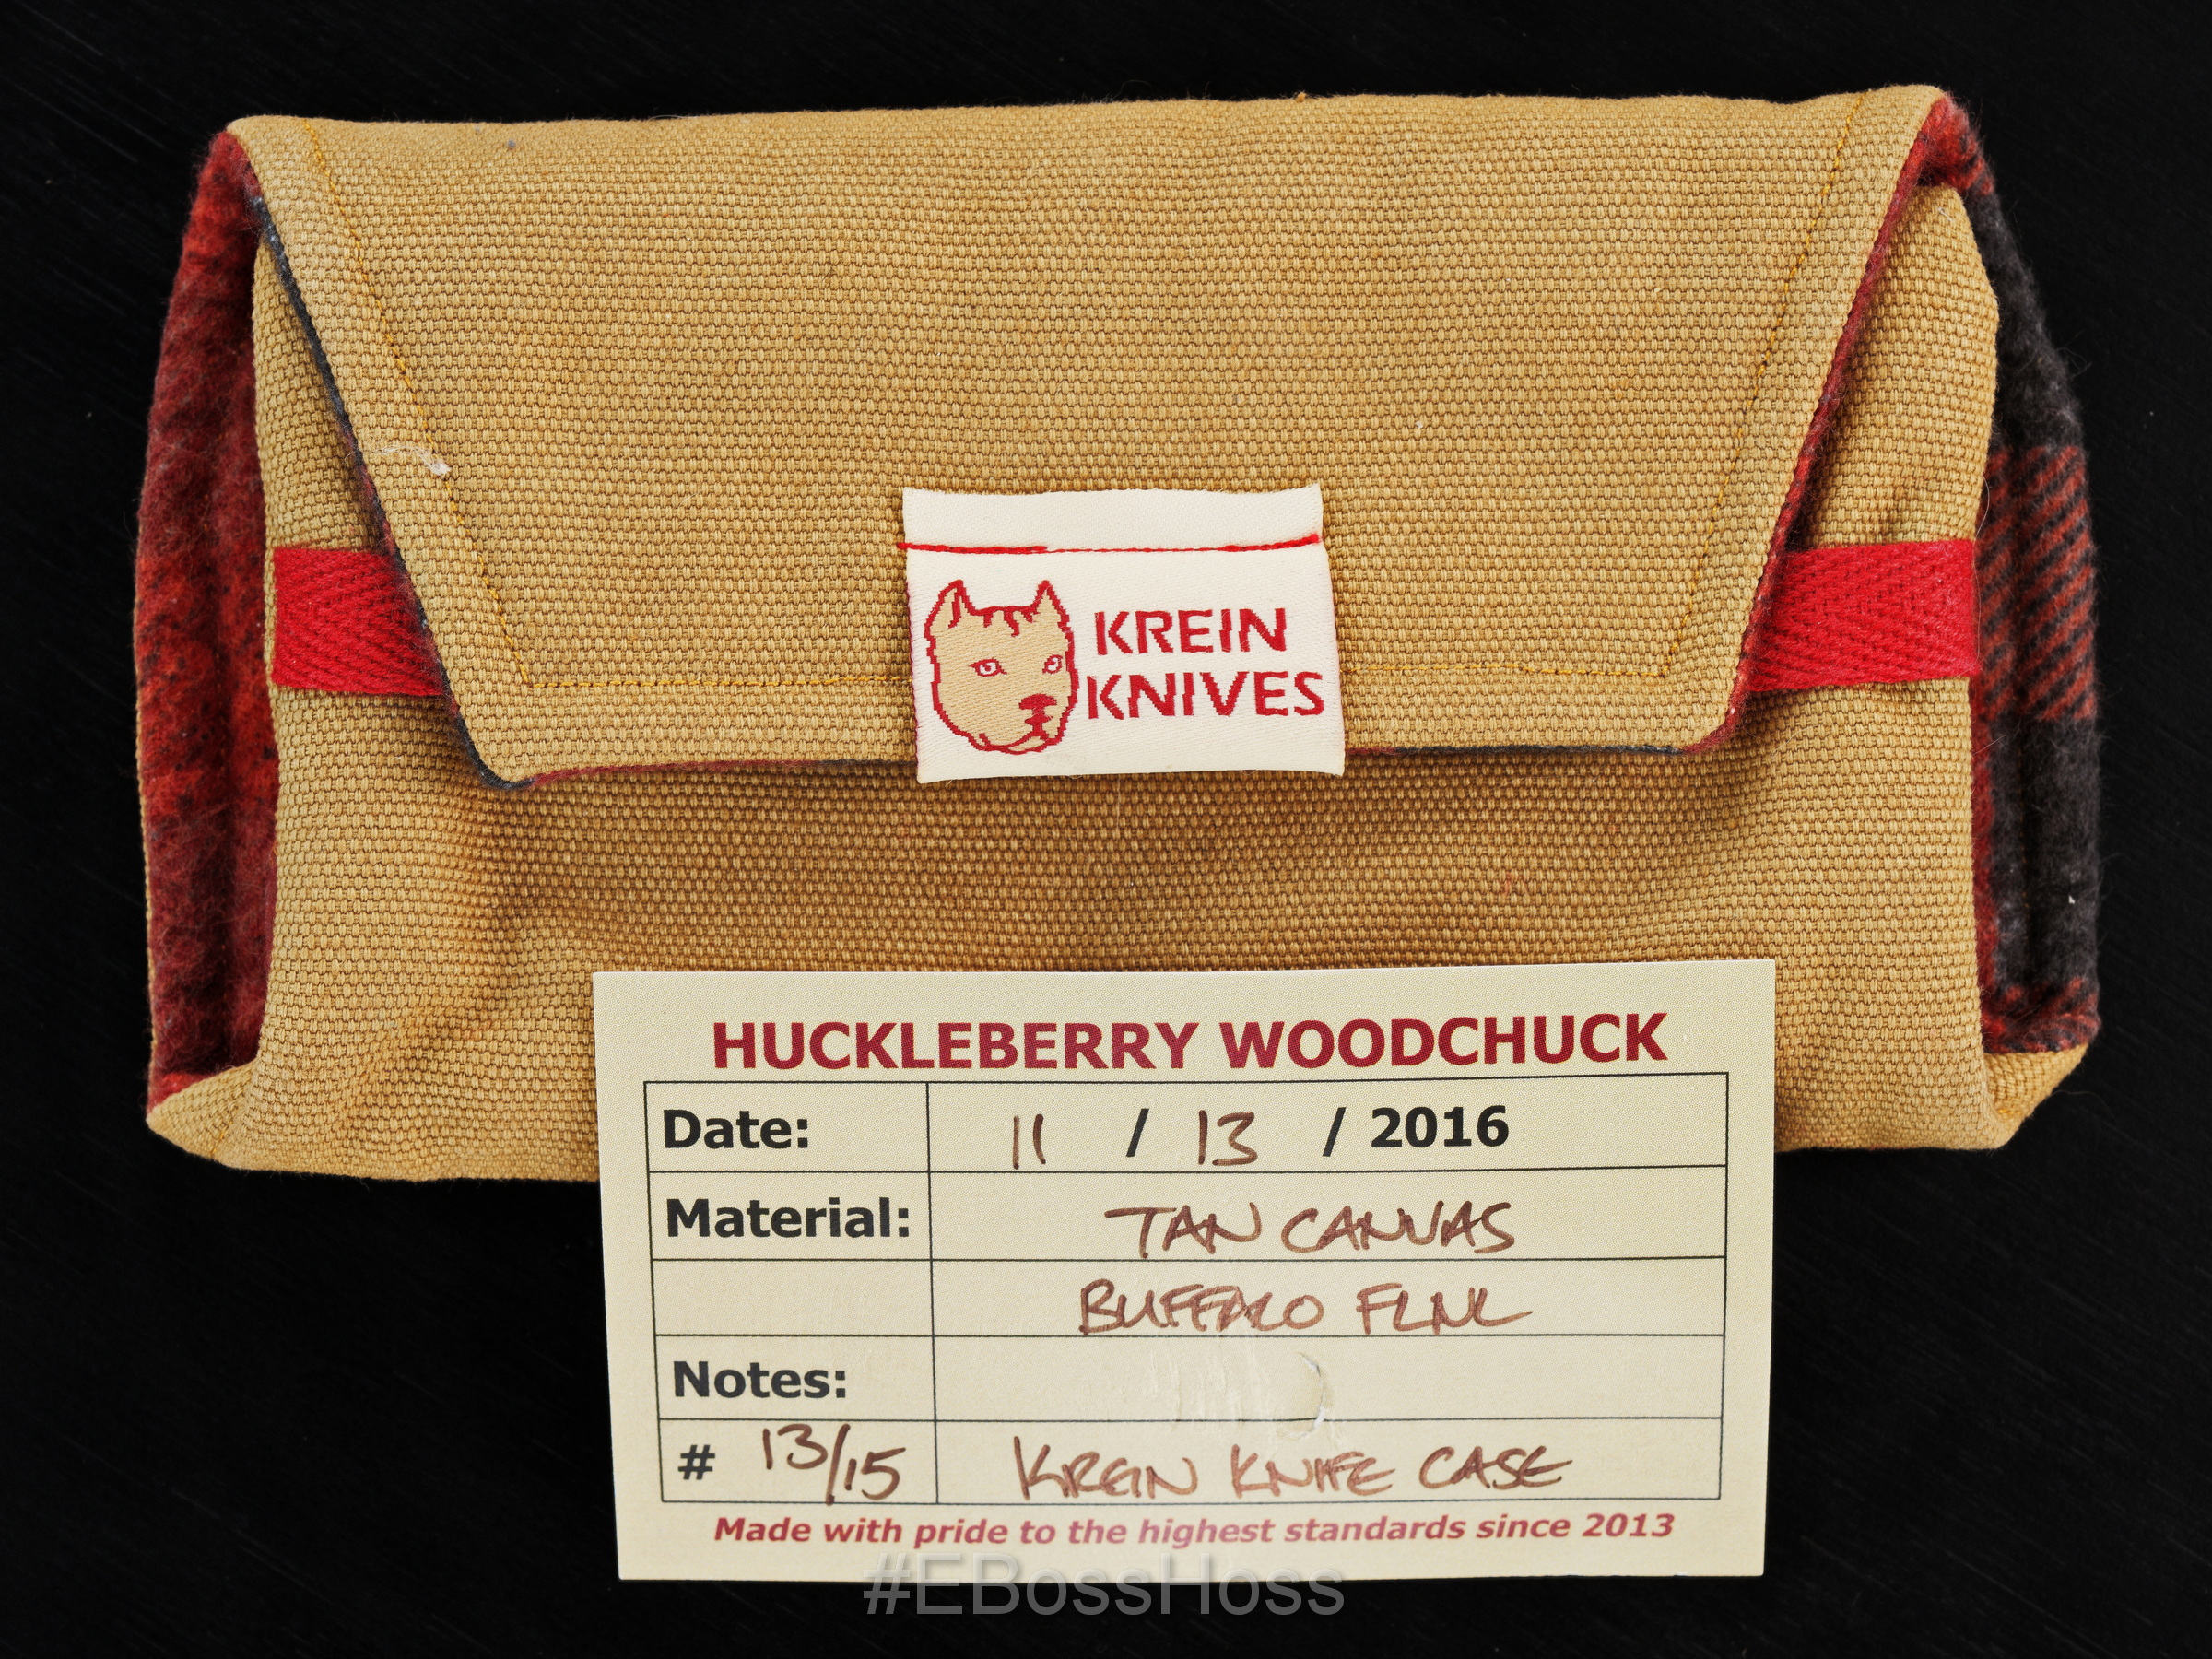 KREIN
KNIVES
HUCKLEBERRY WOODCHUCK
Date: 11 / 13 / 2016
Material: TAN CANVAS
BUFFALO FLNL
Notes:
# 13/15 KREIN KNIFE CASE
Made with pride to the highest standards since 2013
#EBossHoss